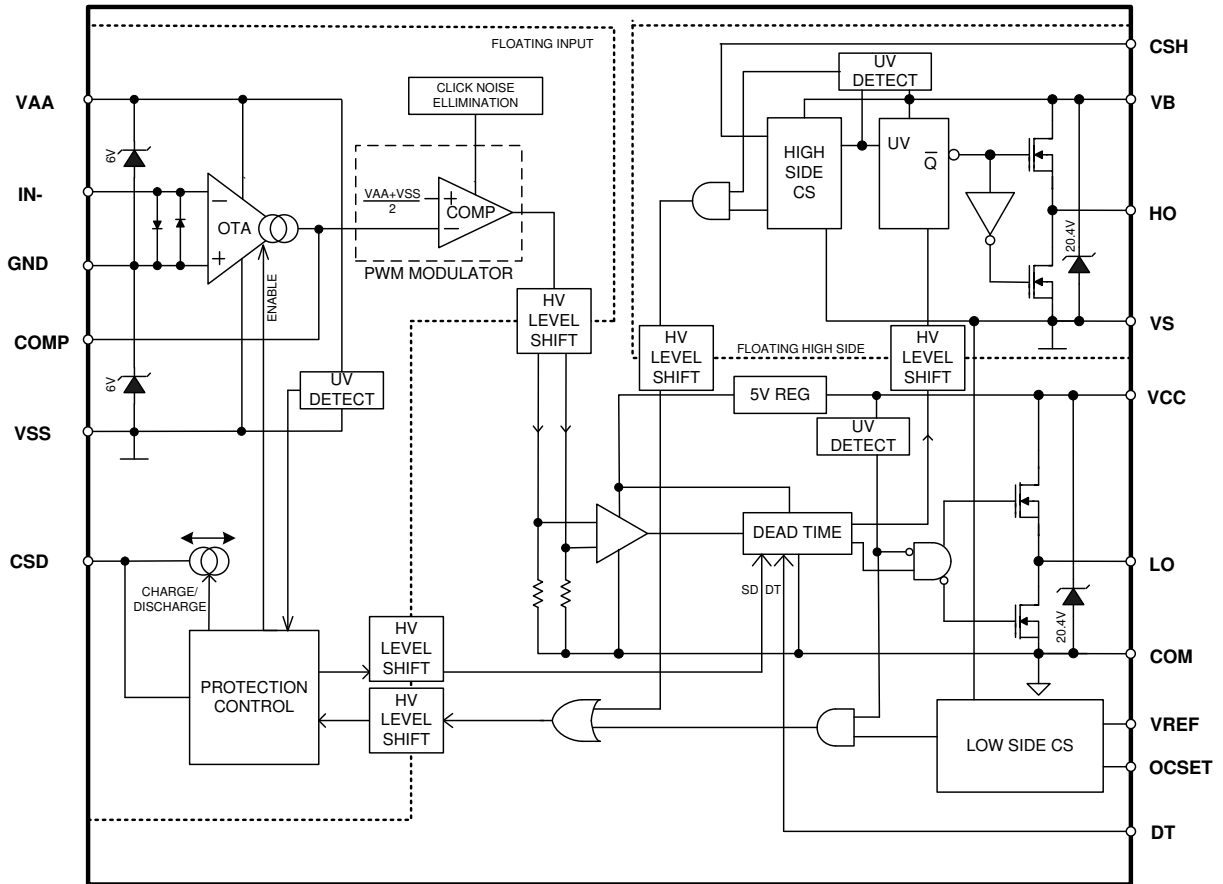 FLOATING INPUT
CSH
UV
DETECT
CLICK NOISE
ELLIMINATION
VAA
VB
6V
HIGH
SIDE
CS
UV
Q
VAA+VSS
2
+
COMP
−
IN-
−
OTA
+
HO
20.4V
GND
PWM MODULATOR
ENABLE
HV
LEVEL
SHIFT
VS
COMP
HV
LEVEL
SHIFT
FLOATING HIGH SIDE
HV
LEVEL
SHIFT
6V
UV
DETECT
5V REG
VCC
UV
DETECT
VSS
DEAD TIME
CSD
LO
CHARGE/
DISCHARGE
SD
DT
20.4V
HV
LEVEL
SHIFT
COM
PROTECTION
CONTROL
HV
LEVEL
SHIFT
LOW SIDE CS
VREF
OCSET
DT